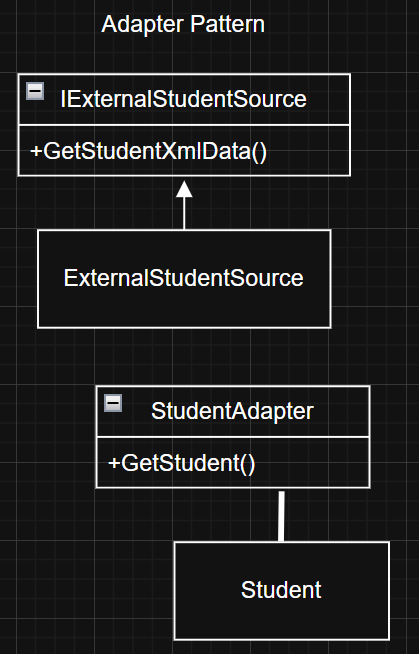 Adapter Pattern
IExternalStudentSource
+GetStudentXmlData()
ExternalStudentSource
StudentAdapter
+GetStudent()
Student